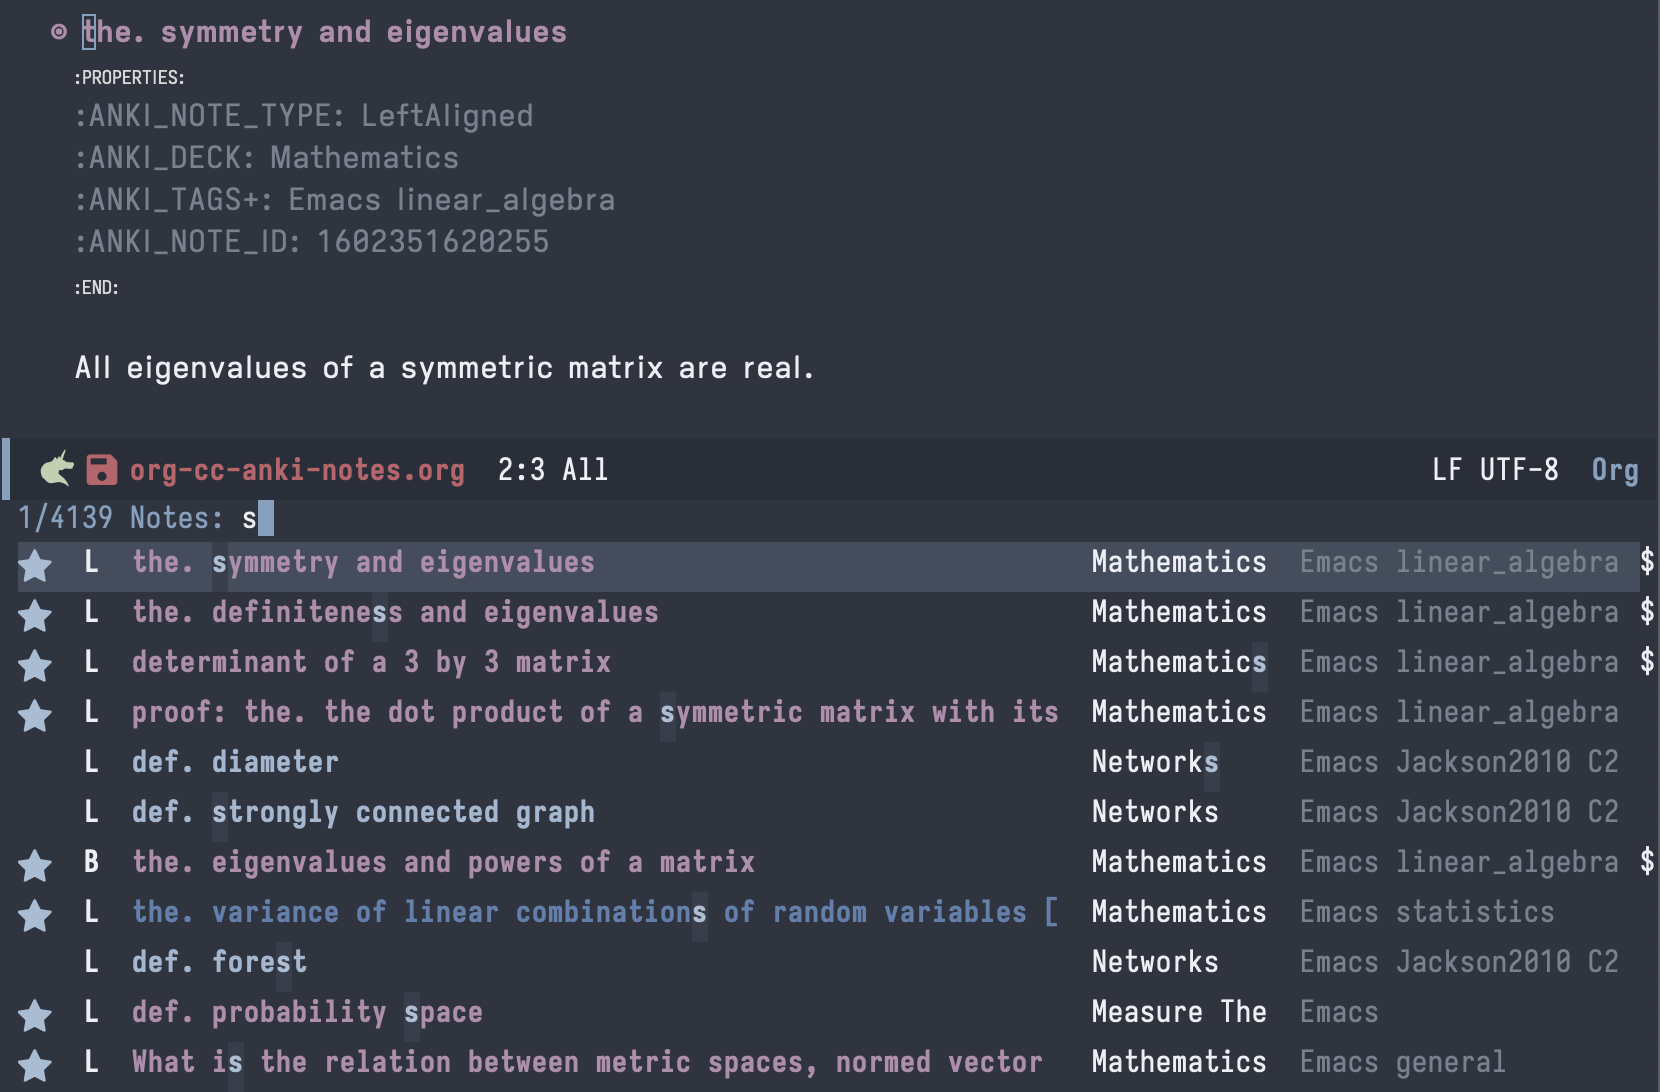 the. symmetry and eigenvalues
:PROPERTIES:
:ANKI_NOTE_TYPE: LeftAligned
:ANKI_DECK: Mathematics
:ANKI_TAGS+: Emacs linear_algebra
:ANKI_NOTE_ID: 1602351620255
:END:
All eigenvalues of a symmetric matrix are real.
org-cc-anki-notes.org 2:3 All LF UTF-8 Org
1/4139 Notes: s
L the. symmetry and eigenvalues Mathematics Emacs linear_algebra $
L the. definiteness and eigenvalues Mathematics Emacs linear_algebra $
L determinant of a 3 by 3 matrix Mathematics Emacs linear_algebra $
L proof: the. the dot product of a symmetric matrix with its Mathematics Emacs linear_algebra
L def. diameter Networks Emacs Jackson2010 C2
L def. strongly connected graph Networks Emacs Jackson2010 C2
B the. eigenvalues and powers of a matrix Mathematics Emacs linear_algebra $
L the. variance of linear combinations of random variables [ Mathematics Emacs statistics
L def. forest Networks Emacs Jackson2010 C2
L def. probability space Measure The Emacs
L What is the relation between metric spaces, normed vector Mathematics Emacs general